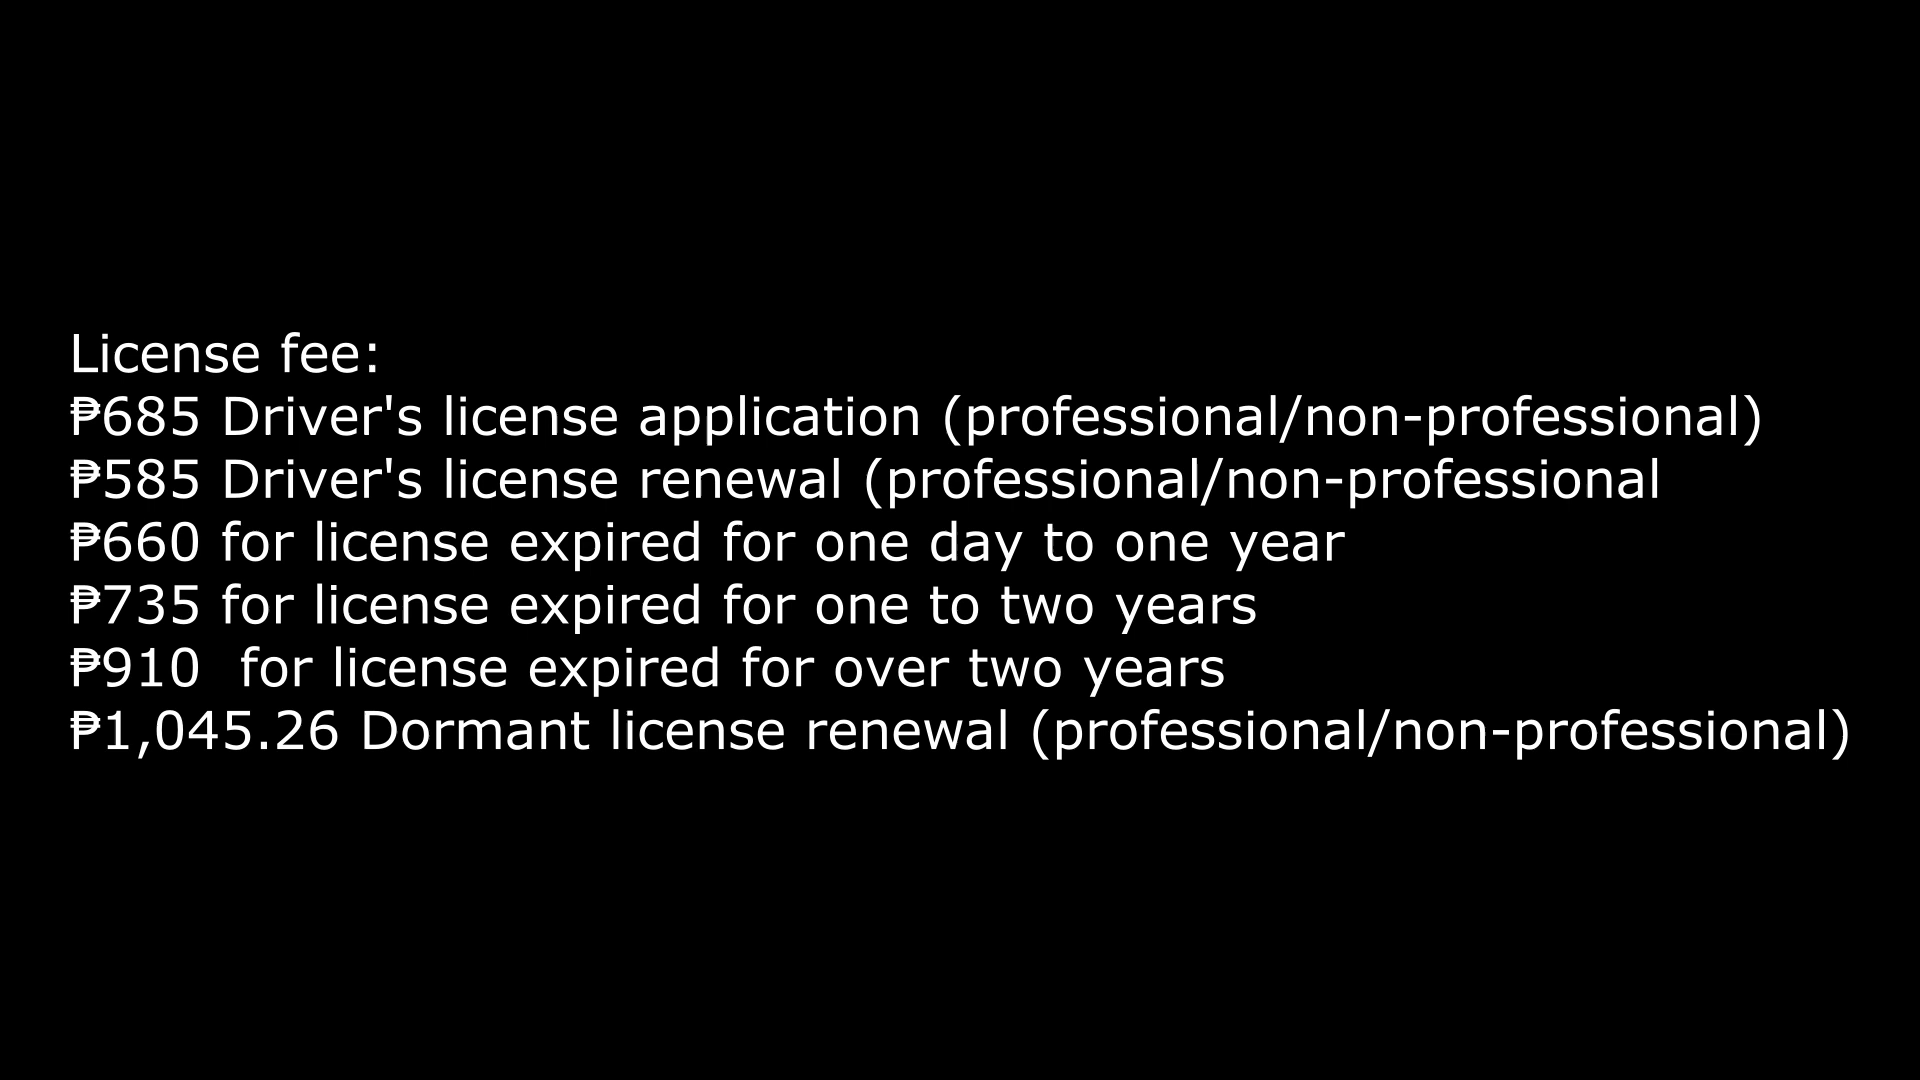 License fee:
₱685 Driver's license application (professional/non-professional)
₱585 Driver's license renewal (professional/non-professional
₱660 for license expired for one day to one year
₱735 for license expired for one to two years
₱910  for license expired for over two years
₱1,045.26 Dormant license renewal (professional/non-professional)